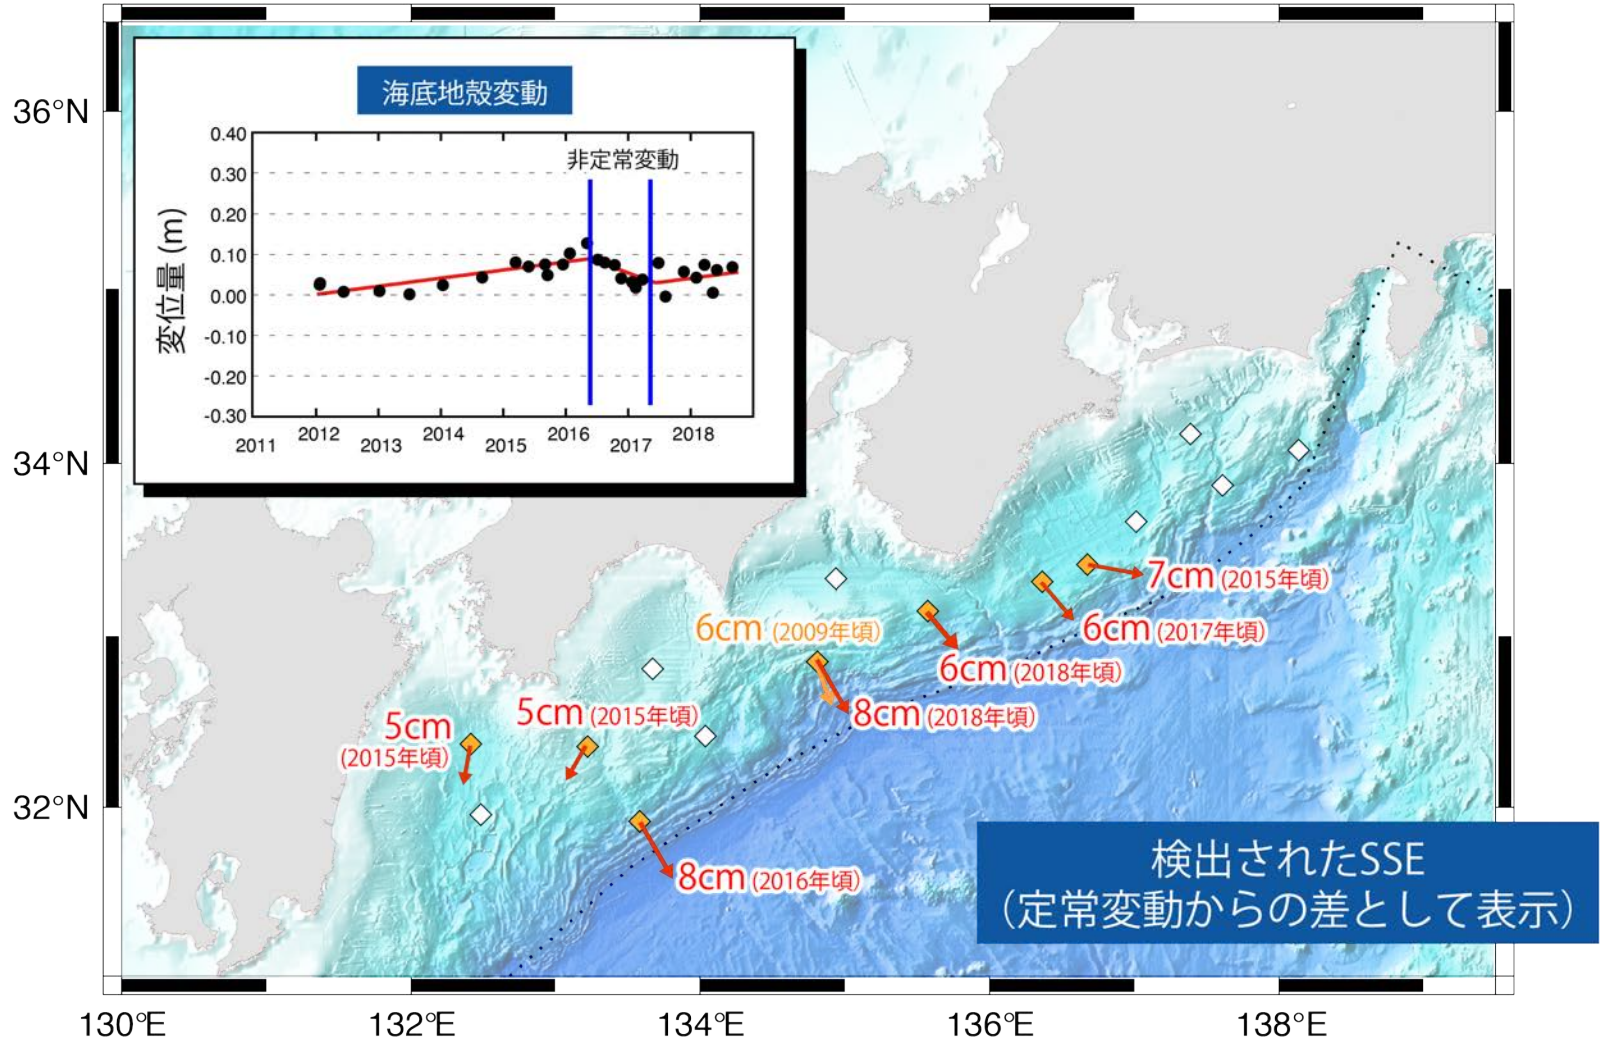 海底地殻変動
0.40
0.30
0.20
0.10
0.00
-0.10
-0.20
-0.30
変位量 (m)
非定常変動
2011
2012
2013
2014
2015
2016
2017
2018
36°N
34°N
32°N
7cm (2015年頃)
6cm (2017年頃)
6cm (2009年頃)
6cm (2018年頃)
8cm (2018年頃)
5cm (2015年頃)
5cm
(2015年頃)
8cm (2016年頃)
検出されたSSE
（定常変動からの差として表示）
130°E
132°E
134°E
136°E
138°E